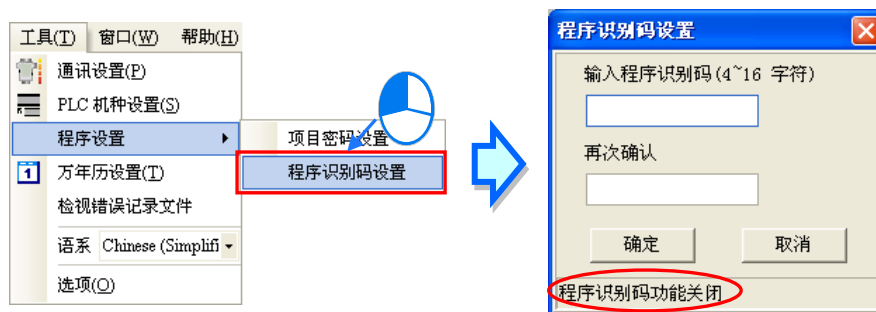 工具(T) 窗口(W) 帮助(H)
通讯设置(P)
PLC 机种设置(S)
程序设置
万年历设置(T)
检视错误记录文件
语系 Chinese (Simplifi
选项(O)
项目密码设置
程序识别码设置
程序识别码设置
输入程序识别码(4~16 字符)
再次确认
确定 取消
程序识别码功能关闭